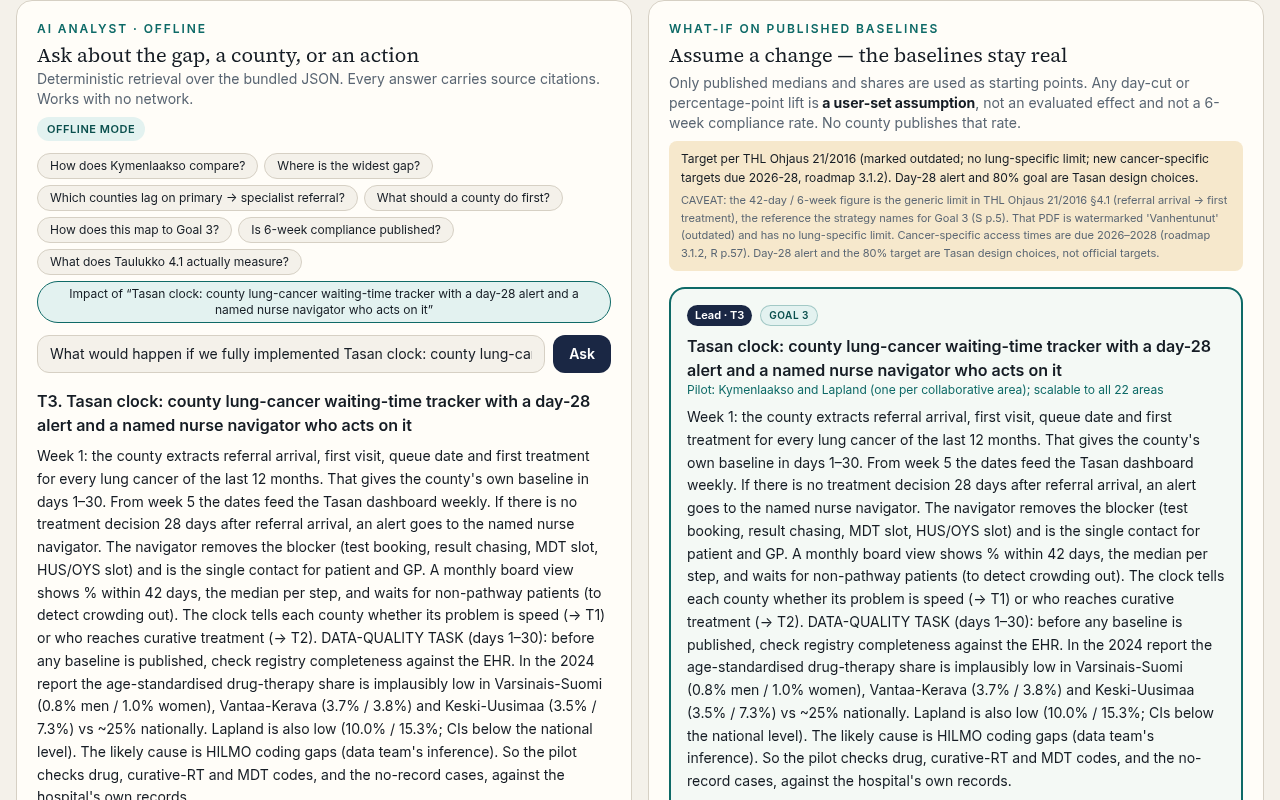 AI ANALYST · OFFLINE
Ask about the gap, a county, or an action
Deterministic retrieval over the bundled JSON. Every answer carries source citations.
Works with no network.
OFFLINE MODE
How does Kymenlaakso compare?
Where is the widest gap?
Which counties lag on primary → specialist referral?
What should a county do first?
How does this map to Goal 3?
Is 6-week compliance published?
What does Taulukko 4.1 actually measure?
Impact of “Tasan clock: county lung-cancer waiting-time tracker with a day-28 alert and a
named nurse navigator who acts on it”
What would happen if we fully implemented Tasan clock: county lung-ca
Ask
T3. Tasan clock: county lung-cancer waiting-time tracker with a day-28
alert and a named nurse navigator who acts on it
Week 1: the county extracts referral arrival, first visit, queue date and first treatment
for every lung cancer of the last 12 months. That gives the county's own baseline in
days 1–30. From week 5 the dates feed the Tasan dashboard weekly. If there is no
treatment decision 28 days after referral arrival, an alert goes to the named nurse
navigator. The navigator removes the blocker (test booking, result chasing, MDT slot,
HUS/OYS slot) and is the single contact for patient and GP. A monthly board view
shows % within 42 days, the median per step, and waits for non-pathway patients (to
detect crowding out). The clock tells each county whether its problem is speed (→ T1)
or who reaches curative treatment (→ T2). DATA-QUALITY TASK (days 1–30): before
any baseline is published, check registry completeness against the EHR. In the 2024
report the age-standardised drug-therapy share is implausibly low in Varsinais-Suomi
(0.8% men / 1.0% women), Vantaa-Kerava (3.7% / 3.8%) and Keski-Uusimaa (3.5% /
7.3%) vs ~25% nationally. Lapland is also low (10.0% / 15.3%; CIs below the national
level). The likely cause is HILMO coding gaps (data team's inference). So the pilot
checks drug, curative-RT and MDT codes, and the no-record cases, against the
hospital's own records.
WHAT-IF ON PUBLISHED BASELINES
Assume a change — the baselines stay real
Only published medians and shares are used as starting points. Any day-cut or
percentage-point lift is a user-set assumption, not an evaluated effect and not a 6-
week compliance rate. No county publishes that rate.
Target per THL Ohjaus 21/2016 (marked outdated; no lung-specific limit; new cancer-specific
targets due 2026-28, roadmap 3.1.2). Day-28 alert and 80% goal are Tasan design choices.
CAVEAT: the 42-day / 6-week figure is the generic limit in THL Ohjaus 21/2016 §4.1 (referral arrival → first
treatment), the reference the strategy names for Goal 3 (S p.5). That PDF is watermarked 'Vanhentunut'
(outdated) and has no lung-specific limit. Cancer-specific access times are due 2026–2028 (roadmap
3.1.2, R p.57). Day-28 alert and the 80% target are Tasan design choices, not official targets.
Lead · T3
GOAL 3
Tasan clock: county lung-cancer waiting-time tracker with a day-28
alert and a named nurse navigator who acts on it
Pilot: Kymenlaakso and Lapland (one per collaborative area); scalable to all 22 areas
Week 1: the county extracts referral arrival, first visit, queue date and first
treatment for every lung cancer of the last 12 months. That gives the county's
own baseline in days 1–30. From week 5 the dates feed the Tasan dashboard
weekly. If there is no treatment decision 28 days after referral arrival, an alert
goes to the named nurse navigator. The navigator removes the blocker (test
booking, result chasing, MDT slot, HUS/OYS slot) and is the single contact for
patient and GP. A monthly board view shows % within 42 days, the median per
step, and waits for non-pathway patients (to detect crowding out). The clock tells
each county whether its problem is speed (→ T1) or who reaches curative
treatment (→ T2). DATA-QUALITY TASK (days 1–30): before any baseline is
published, check registry completeness against the EHR. In the 2024 report the
age-standardised drug-therapy share is implausibly low in Varsinais-Suomi
(0.8% men / 1.0% women), Vantaa-Kerava (3.7% / 3.8%) and Keski-Uusimaa
(3.5% / 7.3%) vs ~25% nationally. Lapland is also low (10.0% / 15.3%; CIs below
the national level). The likely cause is HILMO coding gaps (data team's
inference). So the pilot checks drug, curative-RT and MDT codes, and the no-
record cases, against the hospital's own records.